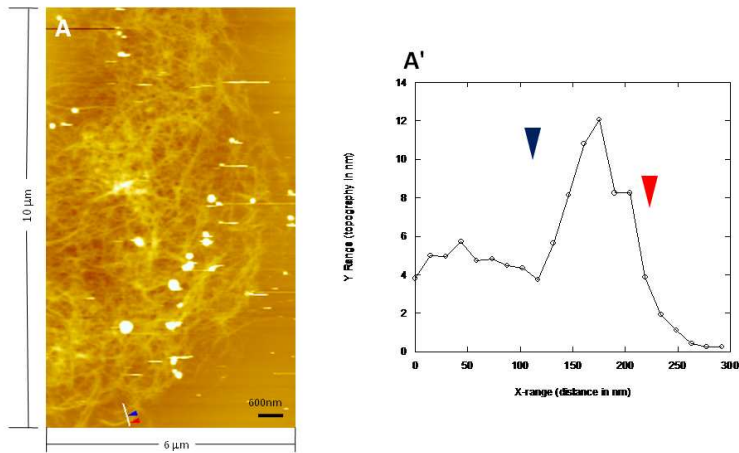 A
10 μm
600nm
6 μm
A'
14
12
10
8
6
4
2
0
Y Range (topography in nm)
0 50 100 150 200 250 300
X-range (distance in nm)